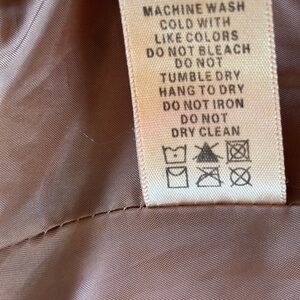 MACHINE WASH
COLD WITH
LIKE COLORS
DO NOT BLEACH
DO NOT
TUMBLE DRY
HANG TO DRY
DO NOT IRON
DO NOT
DRY CLEAN